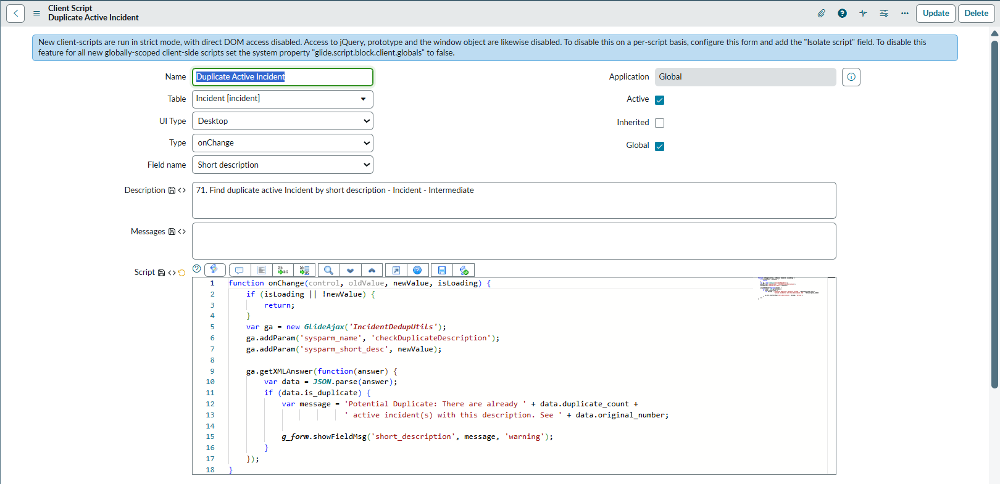 Client Script
Duplicate Active Incident
Update
Delete
New client-scripts are run in strict mode, with direct DOM access disabled. Access to jQuery, prototype and the window object are likewise disabled. To disable this on a per-script basis, configure this form and add the "Isolate script" field. To disable this
feature for all new globally-scoped client-side scripts set the system property "glide.script.block.client.globals" to false.
Name Duplicate Active Incident
Application Global
Table Incident [incident]
Active
UI Type Desktop
Inherited
Type onChange
Global
Field name Short description
Description 71. Find duplicate active Incident by short description - Incident - Intermediate
Messages
Script
1 function onChange(control, oldValue, newValue, isLoading) {
2 if (isLoading || !newValue) {
3 return;
4 }
5 var ga = new GlideAjax('IncidentDedupUtils');
6 ga.addParam('sysparm_name', 'checkDuplicateDescription');
7 ga.addParam('sysparm_short_desc', newValue);
8
9 ga.getXMLAnswer(function(answer) {
10 var data = JSON.parse(answer);
11 if (data.is_duplicate) {
12 var message = 'Potential Duplicate: There are already ' + data.duplicate_count +
13 ' active incident(s) with this description. See ' + data.original_number;
14
15 g_form.showFieldMsg('short_description', message, 'warning');
16 }
17 });
18 }